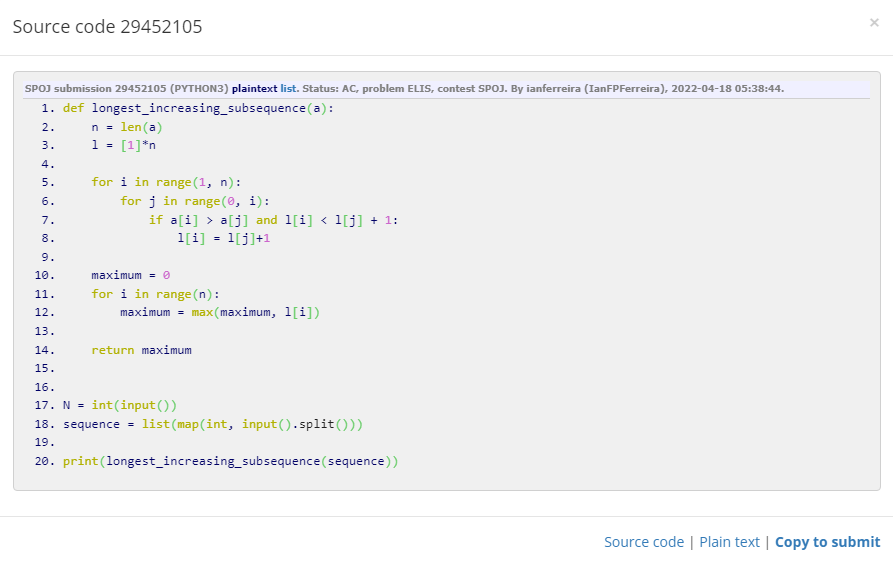 Source code 29452105 ×
SPOJ submission 29452105 (PYTHON3) plaintext list. Status: AC, problem ELIS, contest SPOJ. By ianferreira (IanFPFerreira), 2022-04-18 05:38:44.
1. def longest_increasing_subsequence(a):
2.     n = len(a)
3.     l = [1]*n
4.
5.     for i in range(1, n):
6.         for j in range(0, i):
7.             if a[i] > a[j] and l[i] < l[j] + 1:
8.                 l[i] = l[j]+1
9.
10.     maximum = 0
11.     for i in range(n):
12.         maximum = max(maximum, l[i])
13.
14.     return maximum
15.
16.
17. N = int(input())
18. sequence = list(map(int, input().split()))
19.
20. print(longest_increasing_subsequence(sequence))
Source code | Plain text | Copy to submit